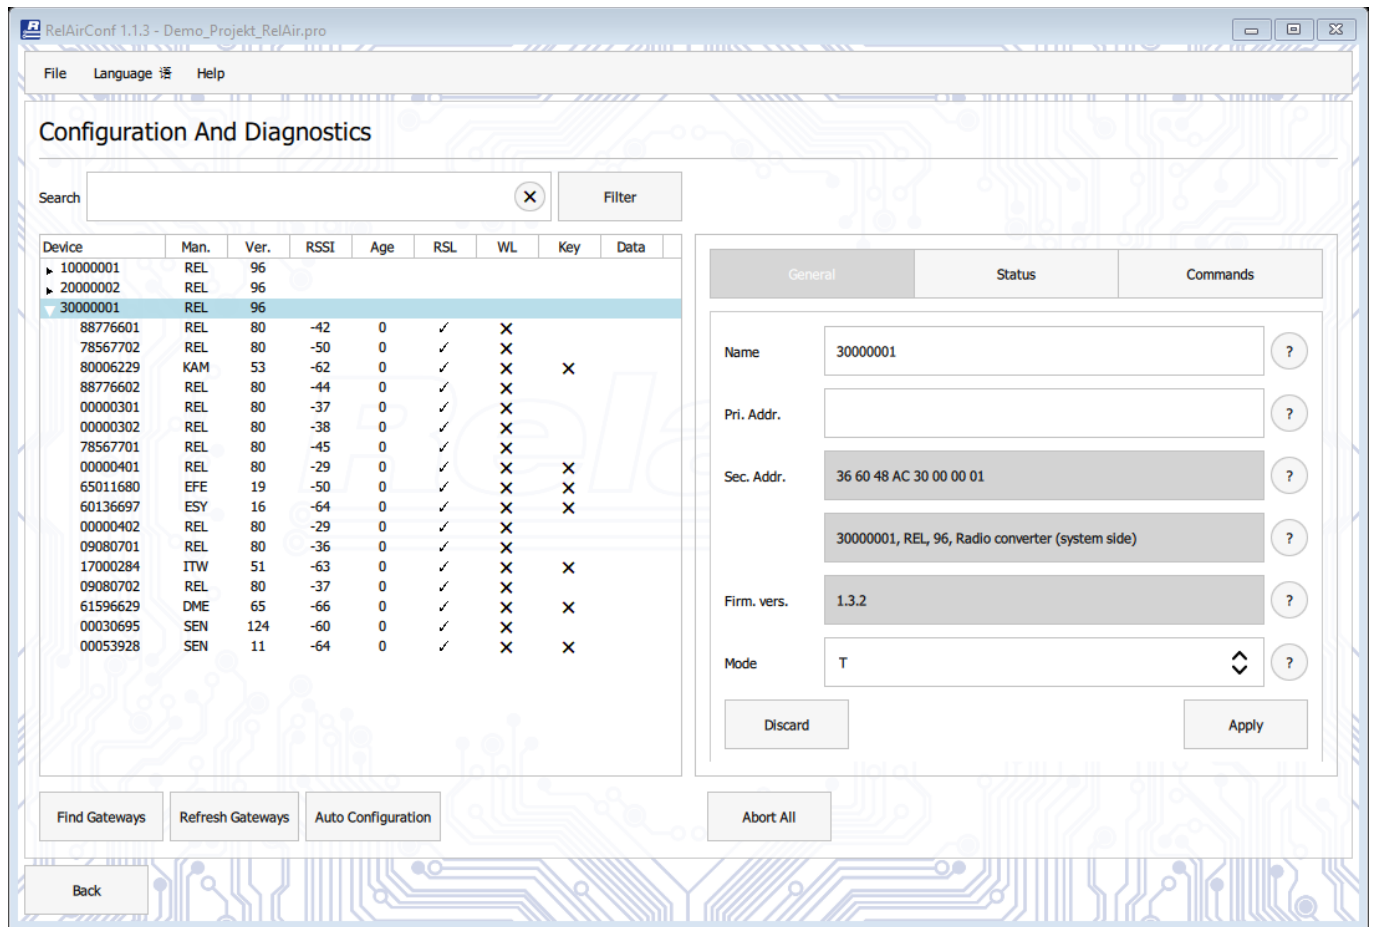 RelAirConf 1.1.3 - Demo_Projekt_RelAir.pro
File Language 语 Help
Configuration And Diagnostics
Search Filter
Device Man. Ver. RSSI Age RSL WL Key Data
10000001 REL 96
20000002 REL 96
30000001 REL 96
88776601 REL 80 -42 0 ✓ ✕
78567702 REL 80 -50 0 ✓ ✕
80006229 KAM 53 -62 0 ✓ ✕ ✕
88776602 REL 80 -44 0 ✓ ✕
00000301 REL 80 -37 0 ✓ ✕
00000302 REL 80 -38 0 ✓ ✕
78567701 REL 80 -45 0 ✓ ✕
00000401 REL 80 -29 0 ✓ ✕ ✕
65011680 EFE 19 -50 0 ✓ ✕ ✕
60136697 ESY 16 -64 0 ✓ ✕ ✕
00000402 REL 80 -29 0 ✓ ✕
09080701 REL 80 -36 0 ✓ ✕
17000284 ITW 51 -63 0 ✓ ✕ ✕
09080702 REL 80 -37 0 ✓ ✕
61596629 DME 65 -66 0 ✓ ✕ ✕
00030695 SEN 124 -60 0 ✓ ✕
00053928 SEN 11 -64 0 ✓ ✕ ✕
General Status Commands
Name 30000001 ?
Pri. Addr. ?
Sec. Addr. 36 60 48 AC 30 00 00 01 ?
30000001, REL, 96, Radio converter (system side) ?
Firm. vers. 1.3.2 ?
Mode T ?
Discard Apply
Find Gateways Refresh Gateways Auto Configuration Abort All
Back